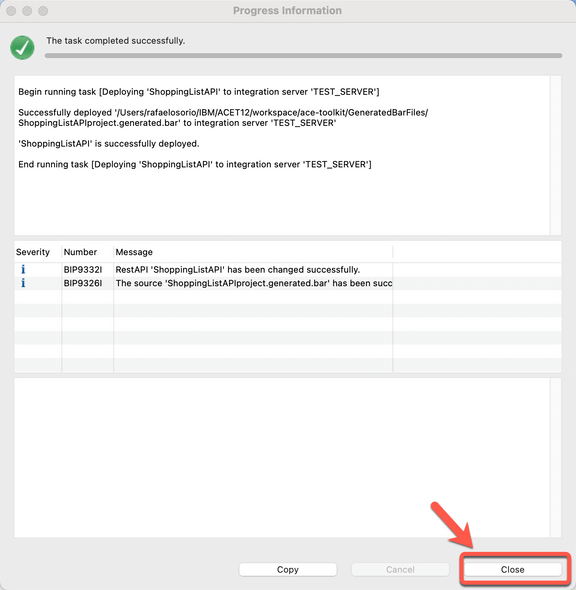 Progress Information
The task completed successfully.
Begin running task [Deploying 'ShoppingListAPI' to integration server 'TEST_SERVER']
Successfully deployed '/Users/rafaelosorio/IBM/ACET12/workspace/ace-toolkit/GeneratedBarFiles/
ShoppingListAPIproject.generated.bar' to integration server 'TEST_SERVER'
'ShoppingListAPI' is successfully deployed.
End running task [Deploying 'ShoppingListAPI' to integration server 'TEST_SERVER']
Severity Number Message
BIP9332I RestAPI 'ShoppingListAPI' has been changed successfully.
BIP9326I The source 'ShoppingListAPIproject.generated.bar' has been succ
Copy Cancel Close